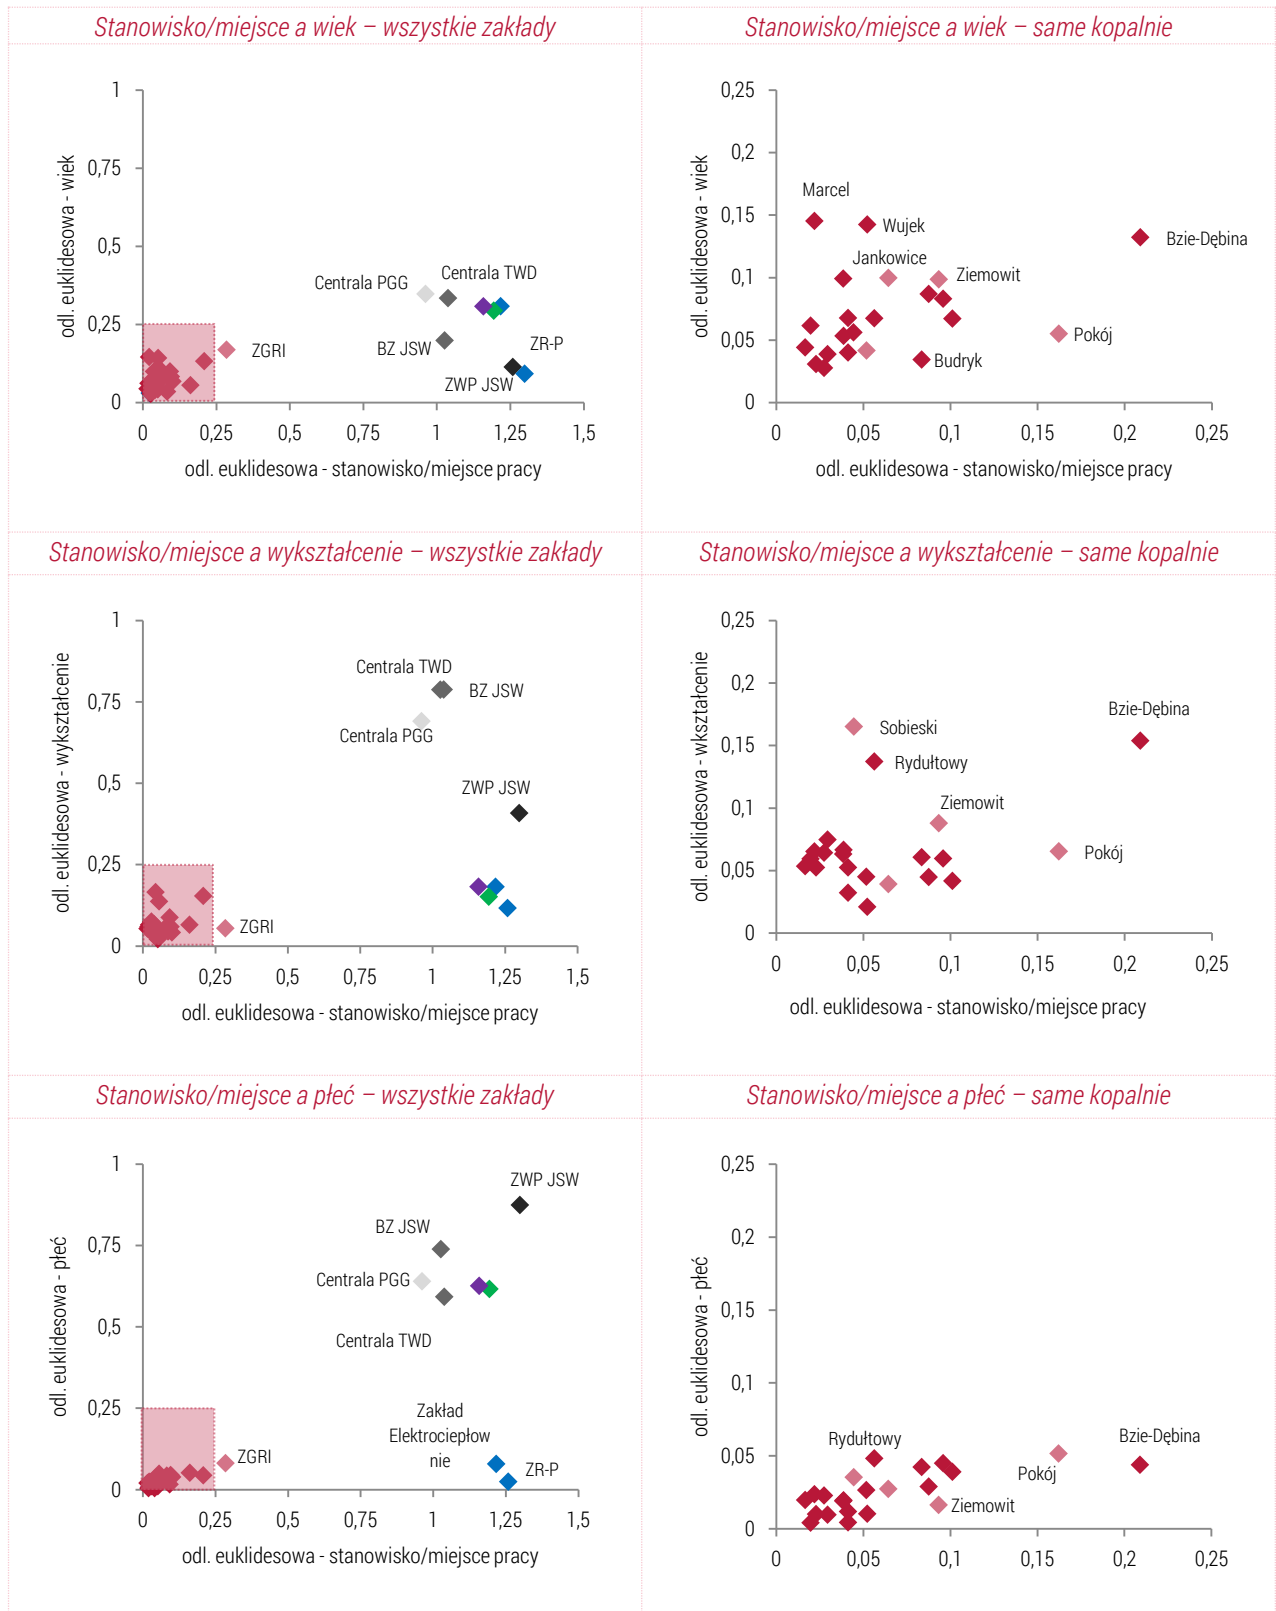 Stanowisko/miejsce a wiek – wszystkie zakłady
1
0,75
0,5
0,25
0
odl. euklidesowa - wiek
Centrala PGG
Centrala TWD
BZ JSW
ZR-P
ZWP JSW
ZGRI
0
0,25
0,5
0,75
1
1,25
1,5
odl. euklidesowa - stanowisko/miejsce pracy
Stanowisko/miejsce a wiek – same kopalnie
0,25
0,2
0,15
0,1
0,05
0
odl. euklidesowa - wiek
Marcel
Wujek
Bzie-Dębina
Jankowice
Ziemowit
Pokój
Budryk
0
0,05
0,1
0,15
0,2
0,25
odl. euklidesowa - stanowisko/miejsce pracy
Stanowisko/miejsce a wykształcenie – wszystkie zakłady
1
0,75
0,5
0,25
0
odl. euklidesowa - wykształcenie
Centrala TWD
BZ JSW
Centrala PGG
ZWP JSW
ZGRI
0
0,25
0,5
0,75
1
1,25
1,5
odl. euklidesowa - stanowisko/miejsce pracy
Stanowisko/miejsce a wykształcenie – same kopalnie
0,25
0,2
0,15
0,1
0,05
0
odl. euklidesowa - wkształcenie
Bzie-Dębina
Sobieski
Rydułtowy
Ziemowit
Pokój
0
0,05
0,1
0,15
0,2
0,25
odl. euklidesowa - stanowisko/miejsce pracy
Stanowisko/miejsce a płeć – wszystkie zakłady
1
0,75
0,5
0,25
0
odl. euklidesowa - płeć
ZWP JSW
BZ JSW
Centrala PGG
Centrala TWD
Zakład
Elektrociepłow
nie
ZGRI
ZR-P
0
0,25
0,5
0,75
1
1,25
1,5
odl. euklidesowa - stanowisko/miejsce pracy
Stanowisko/miejsce a płeć – same kopalnie
0,25
0,2
0,15
0,1
0,05
0
odl. euklidesowa - płeć
Rydułtowy
Bzie-Dębina
Pokój
Ziemowit
0
0,05
0,1
0,15
0,2
0,25
odl. euklidesowa - stanowisko/miejsce pracy